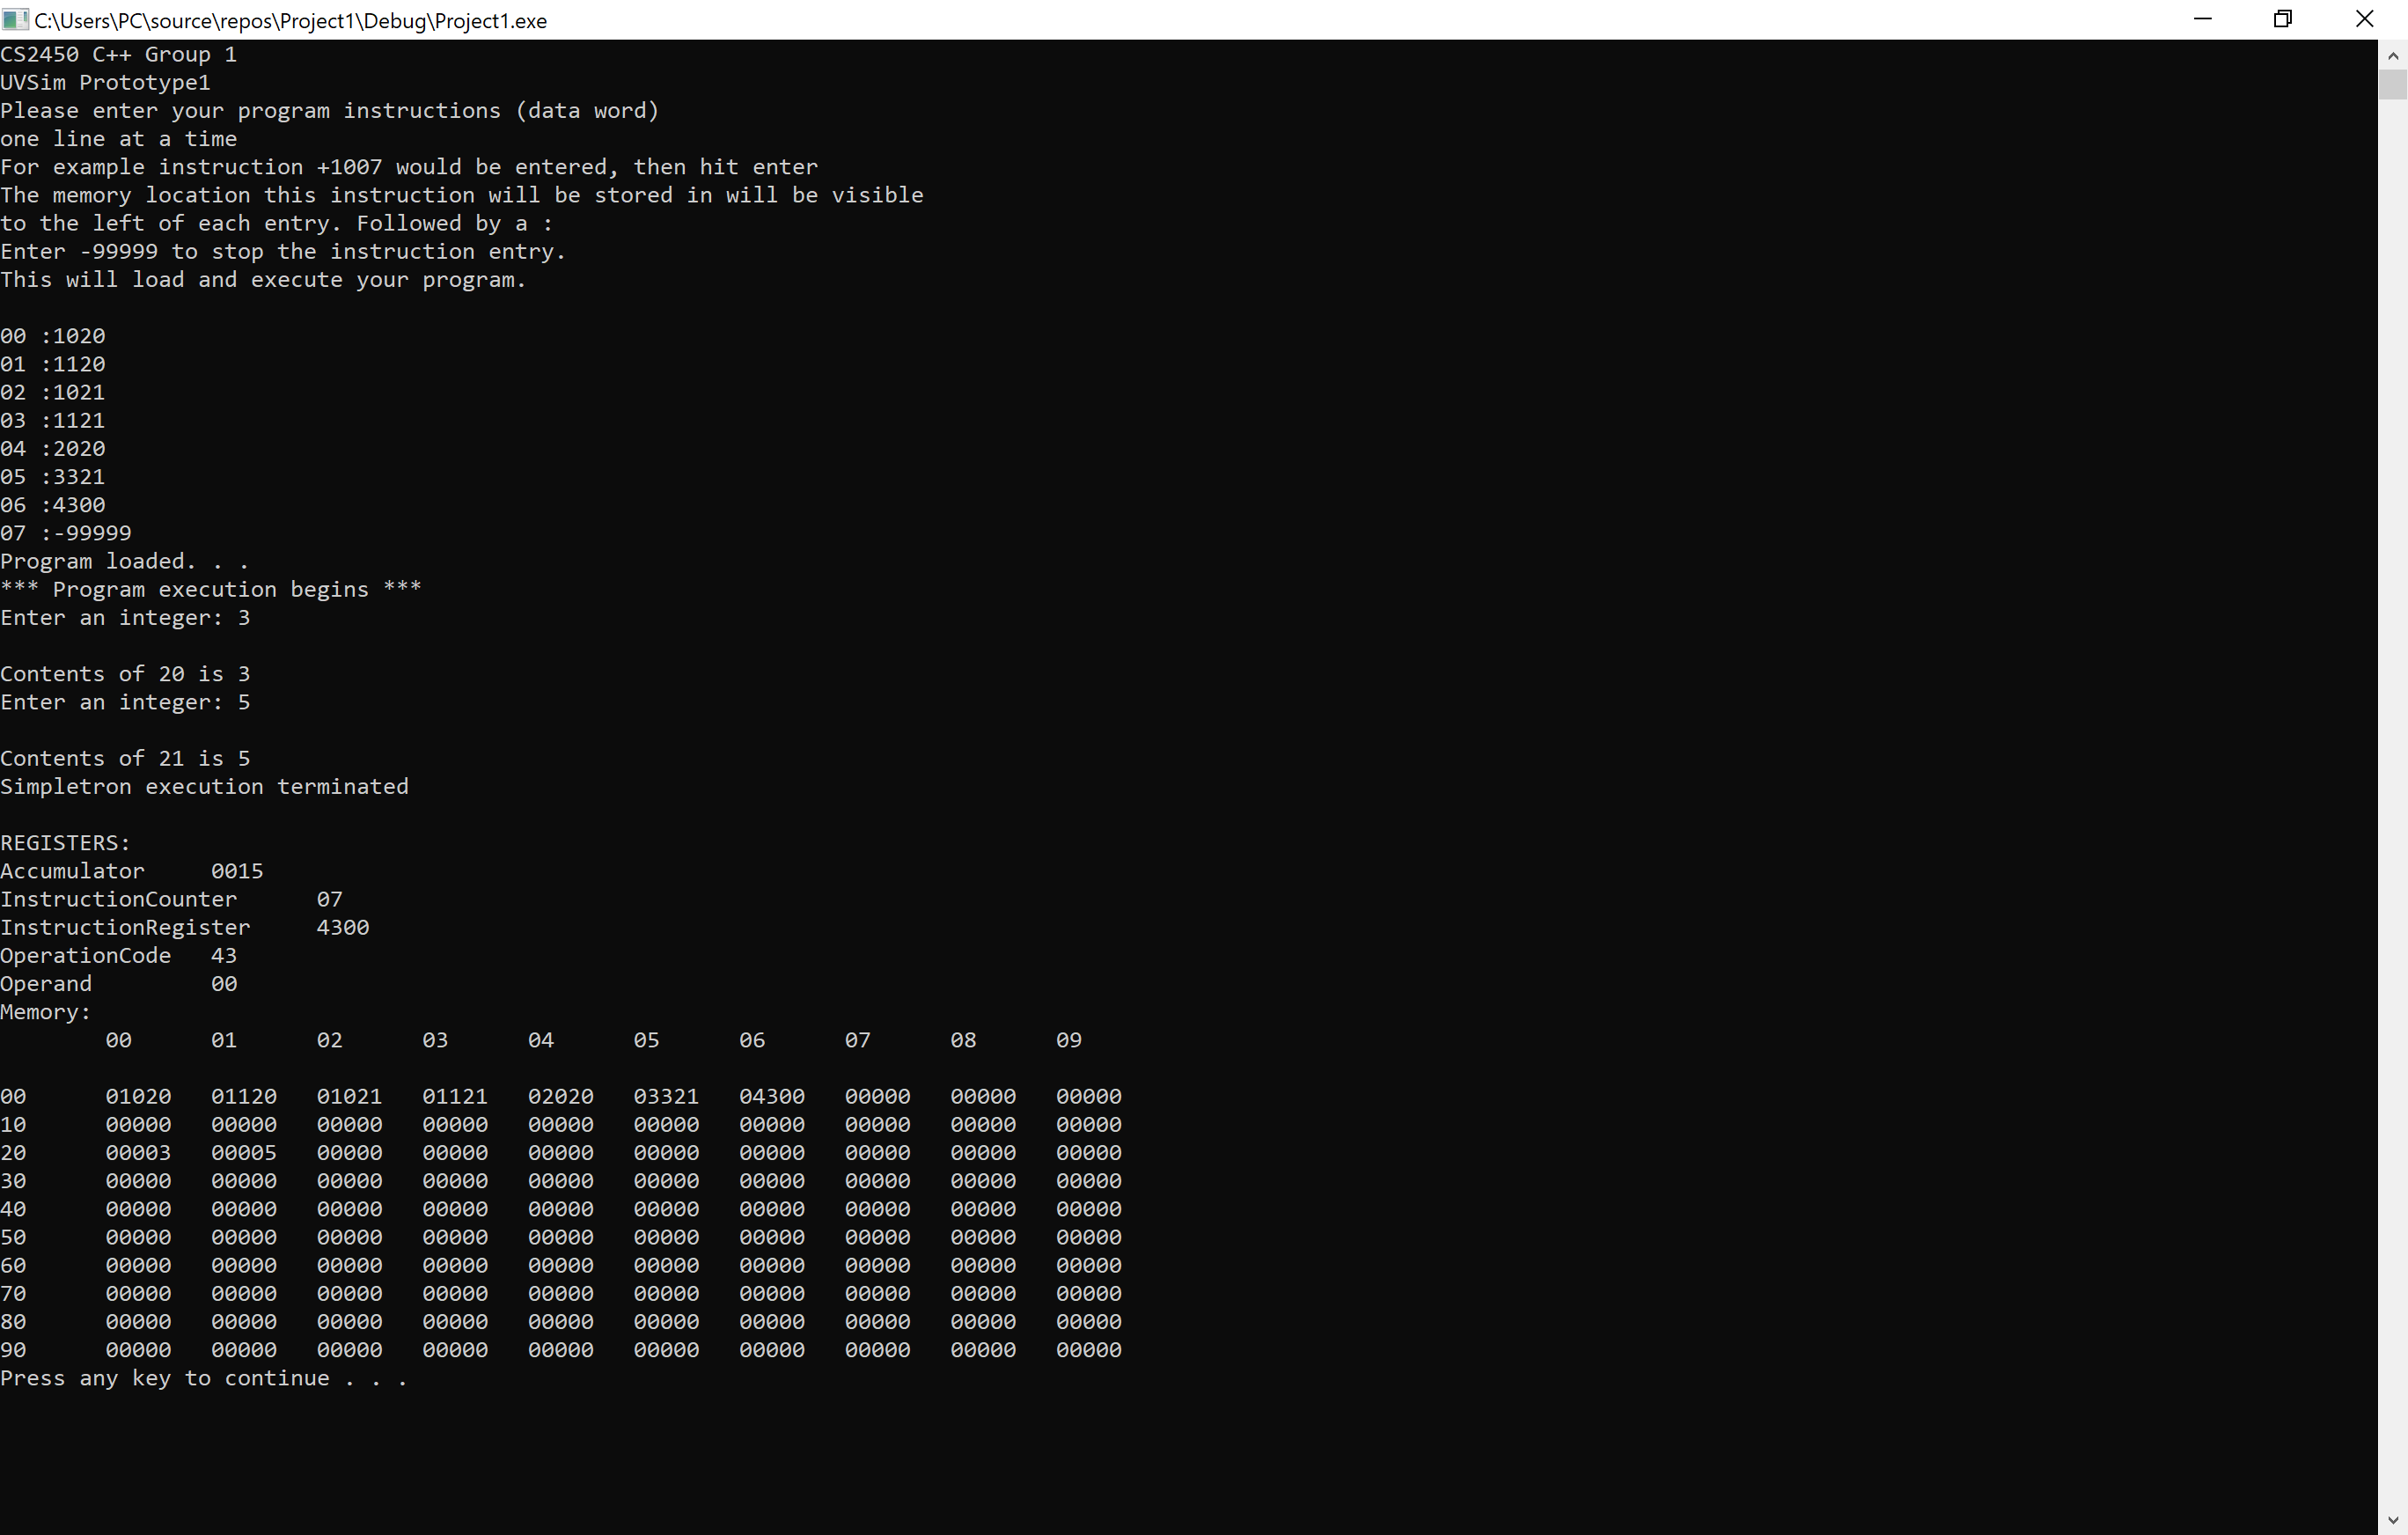 C:\Users\PC\source\repos\Project1\Debug\Project1.exe
CS2450 C++ Group 1
UVSim Prototype1
Please enter your program instructions (data word)
one line at a time
For example instruction +1007 would be entered, then hit enter
The memory location this instruction will be stored in will be visible
to the left of each entry. Followed by a :
Enter -99999 to stop the instruction entry.
This will load and execute your program.

00 :1020
01 :1120
02 :1021
03 :1121
04 :2020
05 :3321
06 :4300
07 :-99999
Program loaded. . .
*** Program execution begins ***
Enter an integer: 3

Contents of 20 is 3
Enter an integer: 5

Contents of 21 is 5
Simpletron execution terminated

REGISTERS:
Accumulator     0015
InstructionCounter      07
InstructionRegister     4300
OperationCode   43
Operand         00
Memory:
        00      01      02      03      04      05      06      07      08      09

00      01020   01120   01021   01121   02020   03321   04300   00000   00000   00000
10      00000   00000   00000   00000   00000   00000   00000   00000   00000   00000
20      00003   00005   00000   00000   00000   00000   00000   00000   00000   00000
30      00000   00000   00000   00000   00000   00000   00000   00000   00000   00000
40      00000   00000   00000   00000   00000   00000   00000   00000   00000   00000
50      00000   00000   00000   00000   00000   00000   00000   00000   00000   00000
60      00000   00000   00000   00000   00000   00000   00000   00000   00000   00000
70      00000   00000   00000   00000   00000   00000   00000   00000   00000   00000
80      00000   00000   00000   00000   00000   00000   00000   00000   00000   00000
90      00000   00000   00000   00000   00000   00000   00000   00000   00000   00000
Press any key to continue . . .